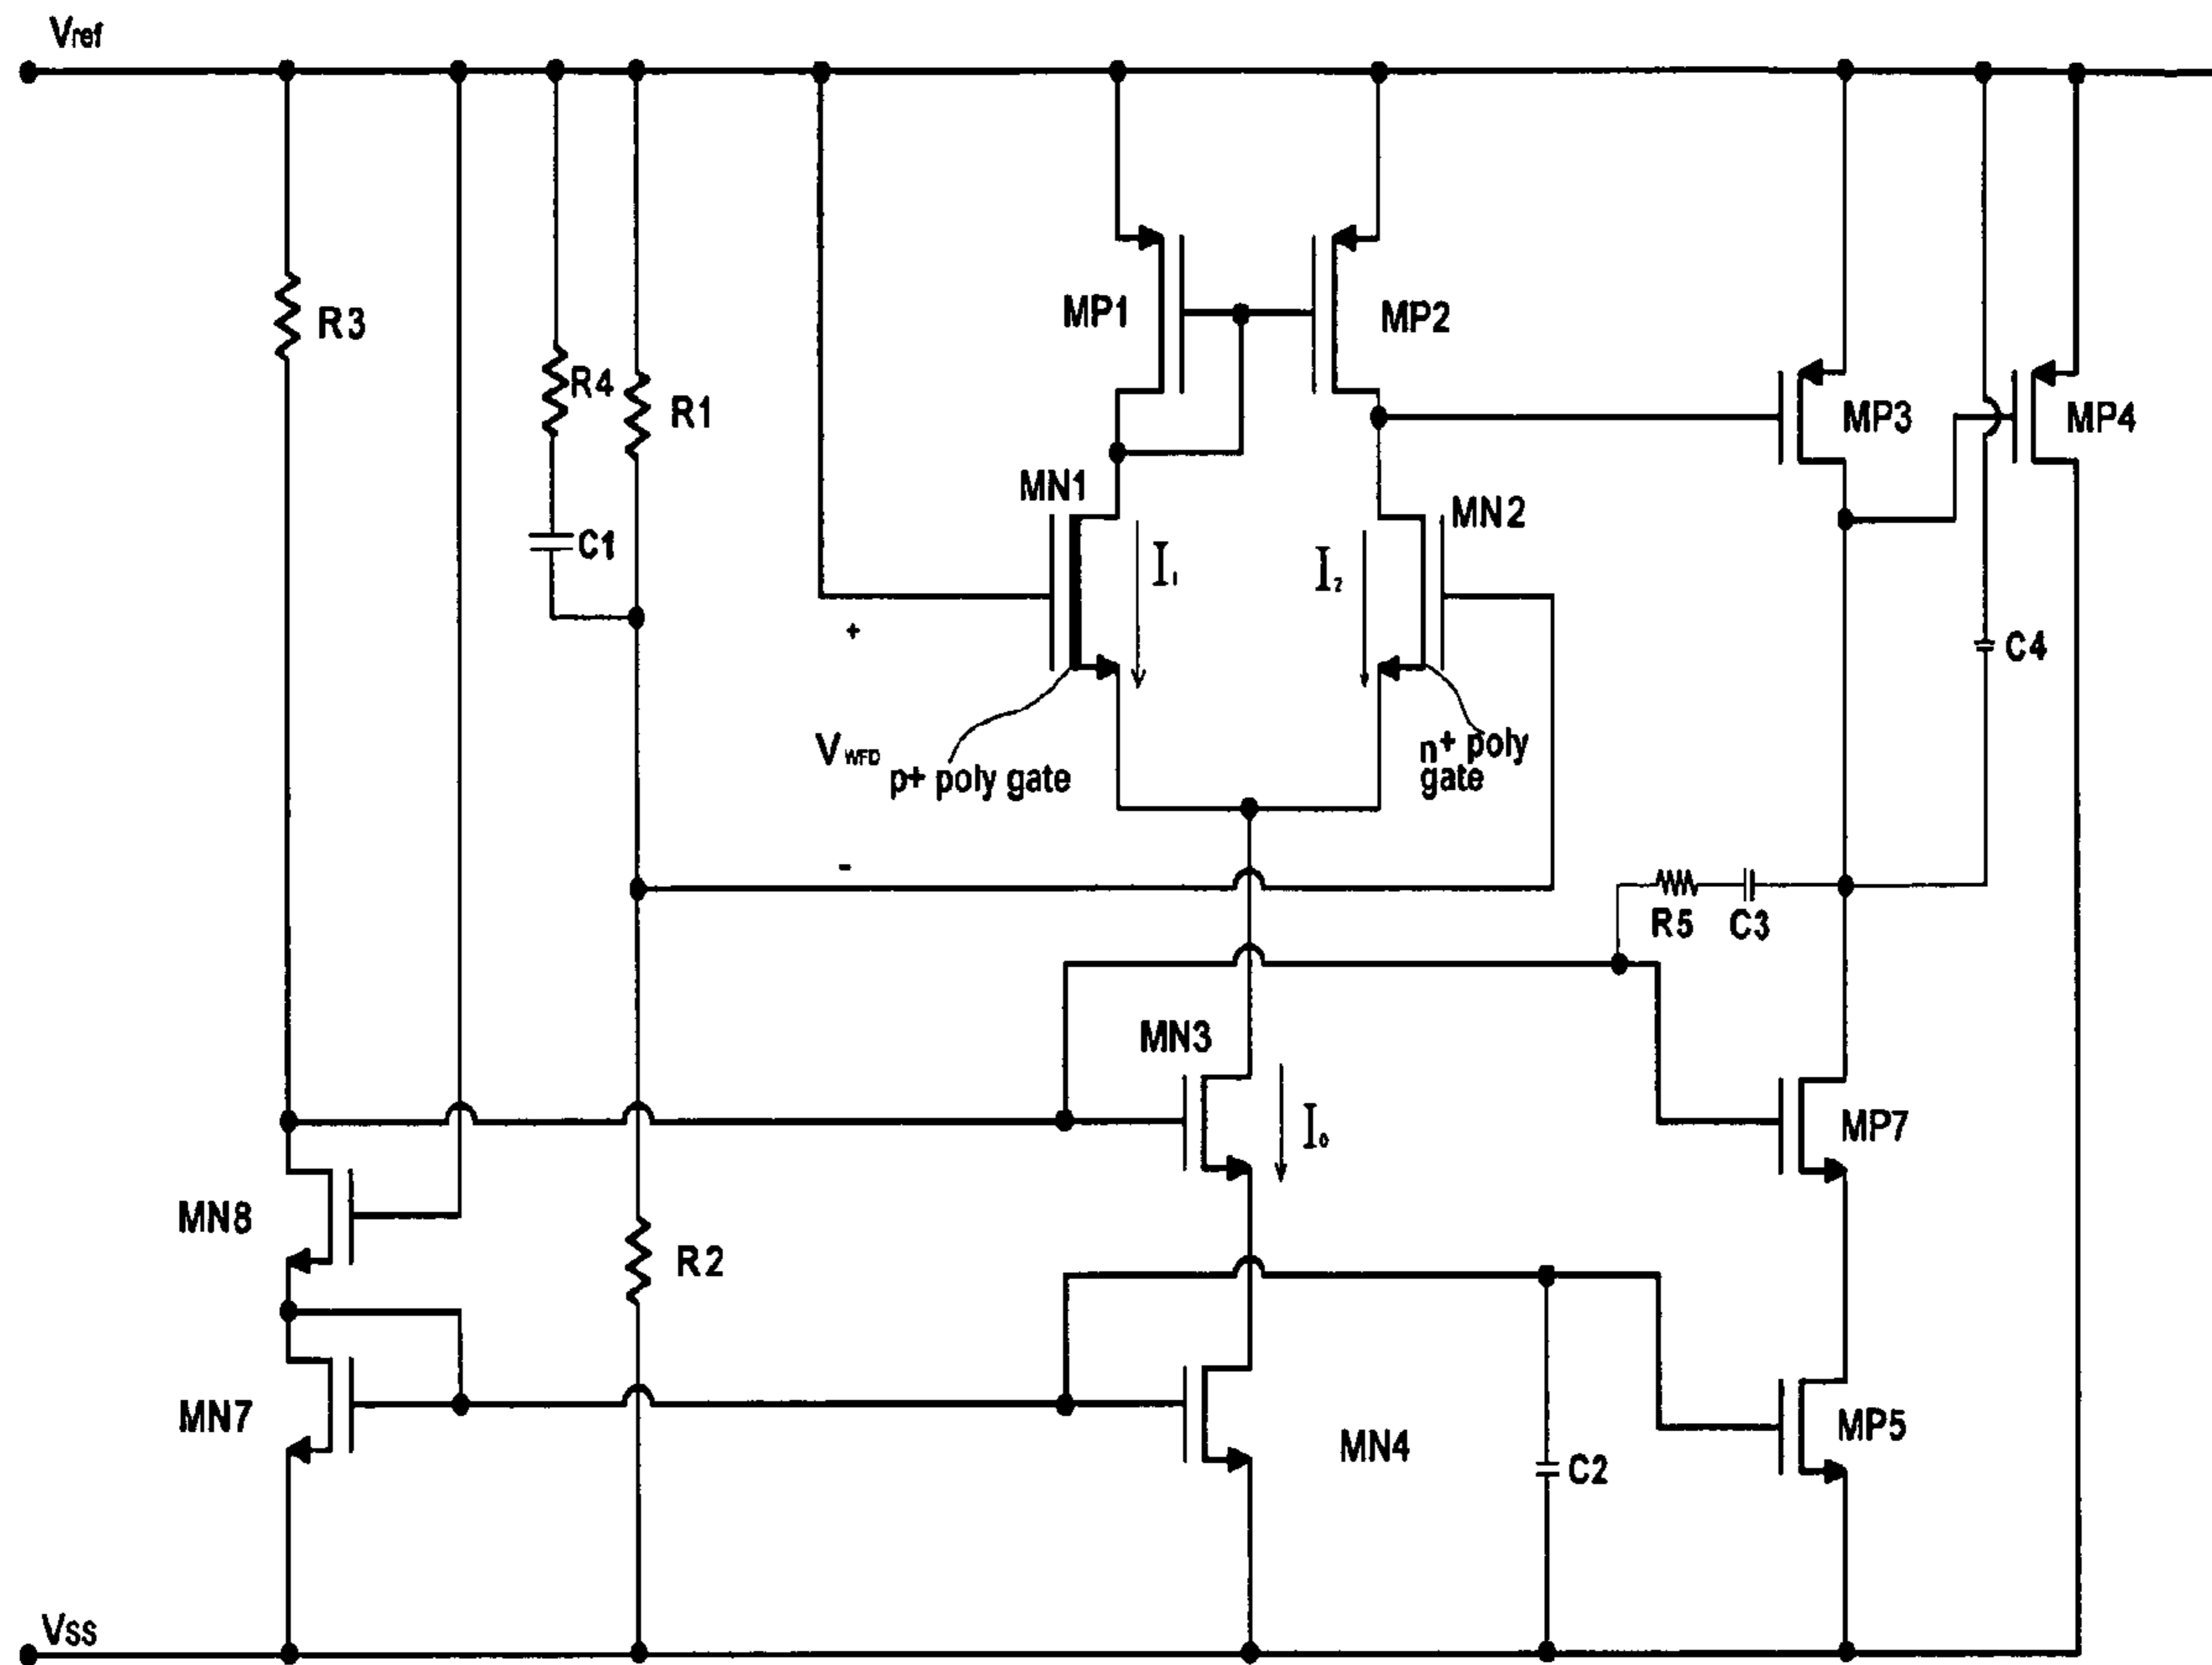 Vref
R3
R4
R1
MP1
MP2
MP3
MP4
MN1
MN2
C1
I1
I2
+
C4
VWFD
p+ poly gate
n+ poly
gate
-
R5
C3
MN3
I0
MP7
MN8
R2
MN7
MN4
C2
MP5
Vss